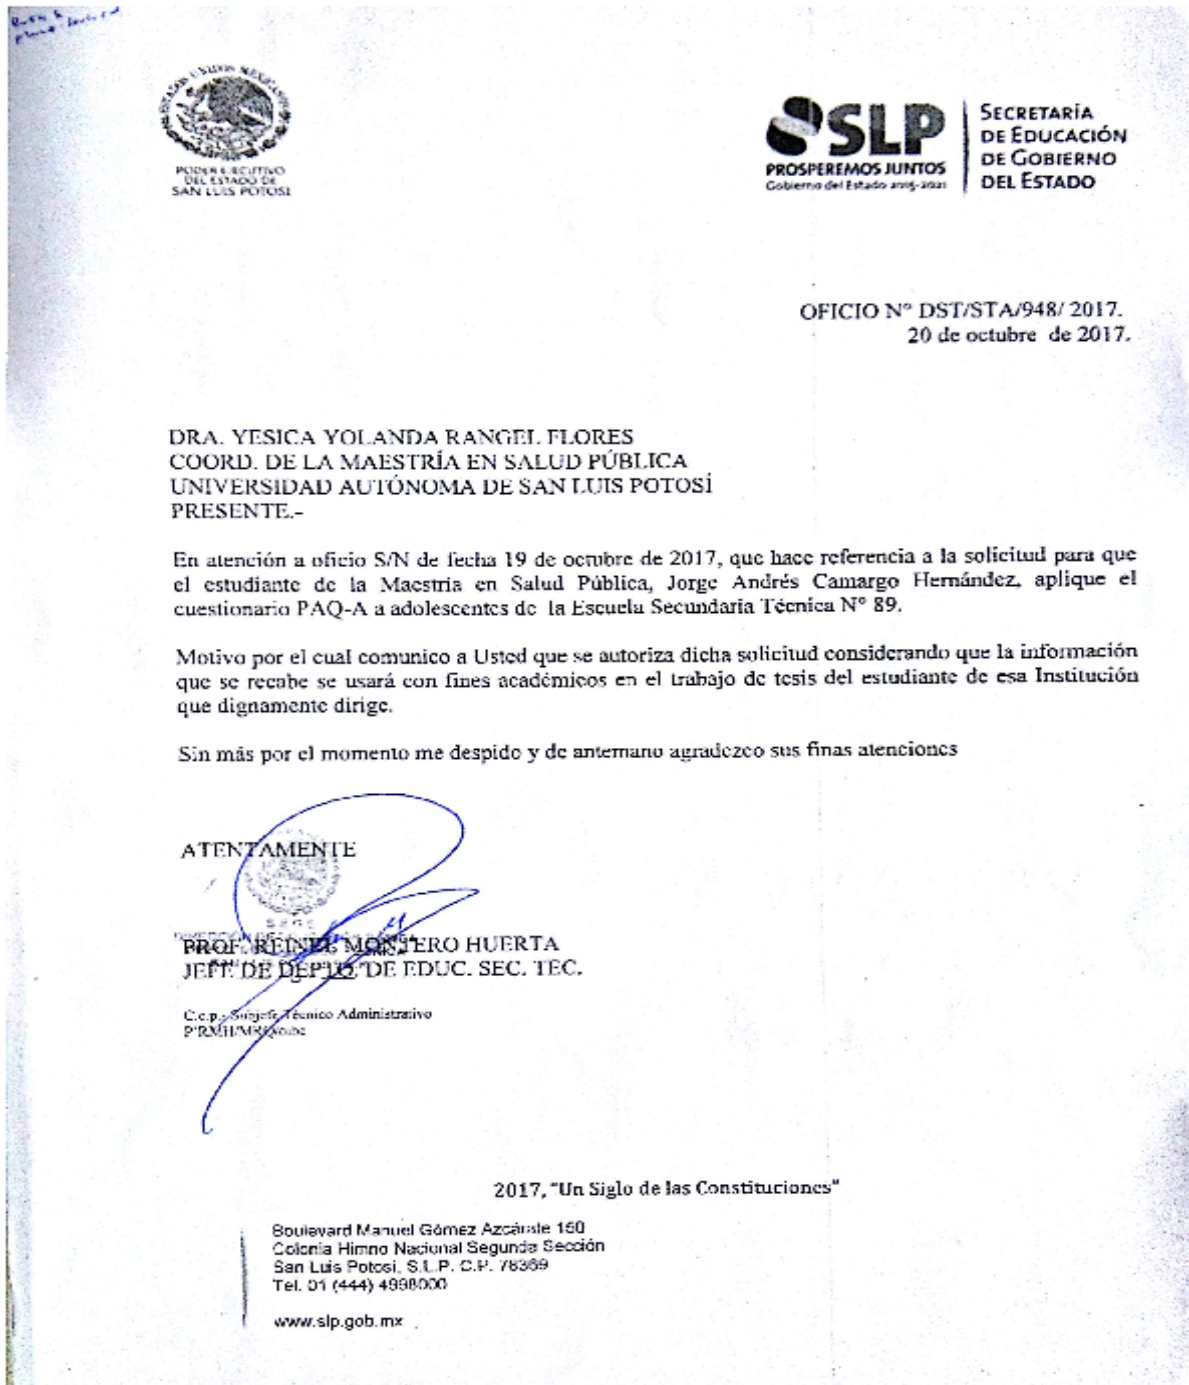 ESTADOS UNIDOS MEXICANOS
PODER EJECUTIVO
DEL ESTADO DE
SAN LUIS POTOSÍ
SLP
PROSPEREMOS JUNTOS
Gobierno del Estado 2015-2021
SECRETARÍA
DE EDUCACIÓN
DE GOBIERNO
DEL ESTADO
OFICIO N° DST/STA/948/ 2017.
20 de octubre de 2017.
DRA. YESICA YOLANDA RANGEL FLORES
COORD. DE LA MAESTRÍA EN SALUD PÚBLICA
UNIVERSIDAD AUTÓNOMA DE SAN LUIS POTOSÍ
PRESENTE.-
En atención a oficio S/N de fecha 19 de octubre de 2017, que hace referencia a la solicitud para que
el estudiante de la Maestria en Salud Pública, Jorge Andrés Camargo Hernández, aplique el
cuestionario PAQ-A a adolescentes de la Escuela Secundaria Técnica N° 89.
Motivo por el cual comunico a Usted que se autoriza dicha solicitud considerando que la información
que se recabe se usará con fines académicos en el trabajo de tesis del estudiante de esa Institución
que dignamente dirige.
Sin más por el momento me despido y de antemano agradezco sus finas atenciones
ATENTAMENTE
S.E.G.E.
PROF. REINEL MONTERO HUERTA
JEFE DE DEPTO. DE EDUC. SEC. TEC.
C.c.p.- Subjefe Técnico Administrativo
2017, "Un Siglo de las Constituciones"
Boulevard Manuel Gómez Azcárate 150
Colonia Himno Nacional Segunda Sección
San Luis Potosí, S.L.P. C.P. 78369
Tel. 01 (444) 4998000
www.slp.gob.mx